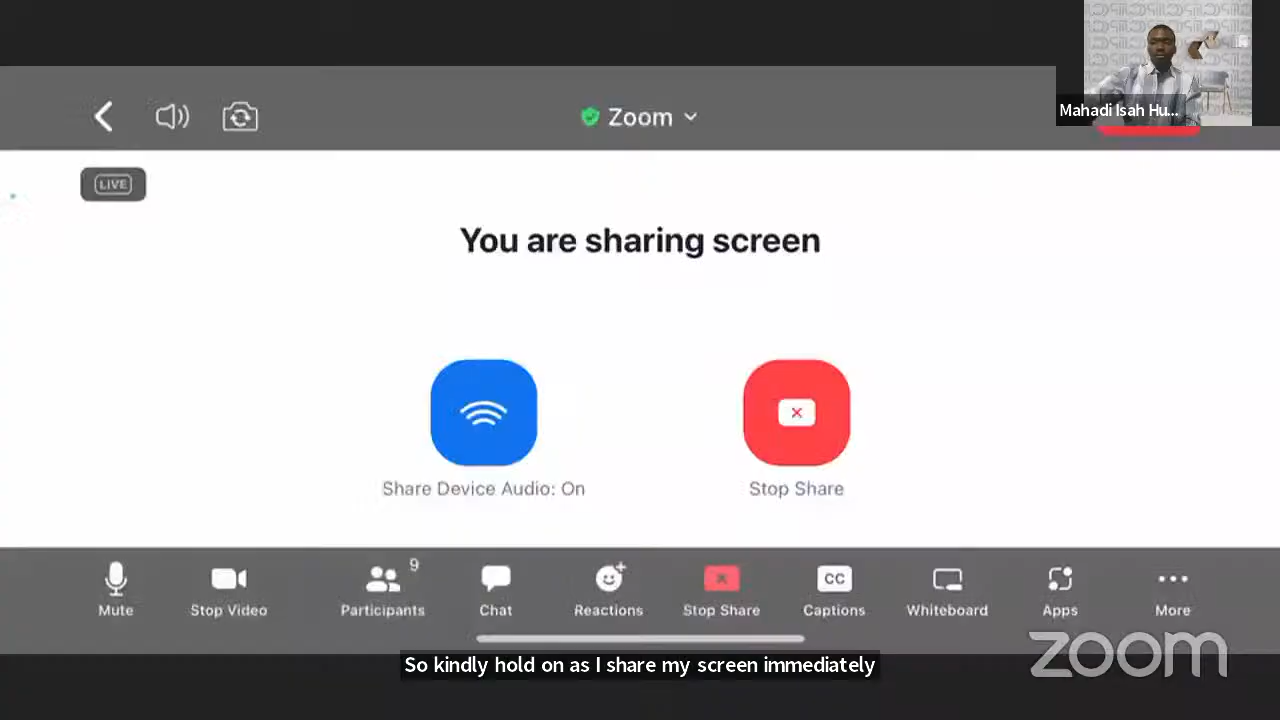 Mahadi Isah Hu...
Zoom
LIVE
You are sharing screen
Share Device Audio: On
Stop Share
9
Mute
Stop Video
Participants
Chat
Reactions
Stop Share
CC
Captions
Whiteboard
Apps
More
zoom
So kindly hold on as I share my screen immediately